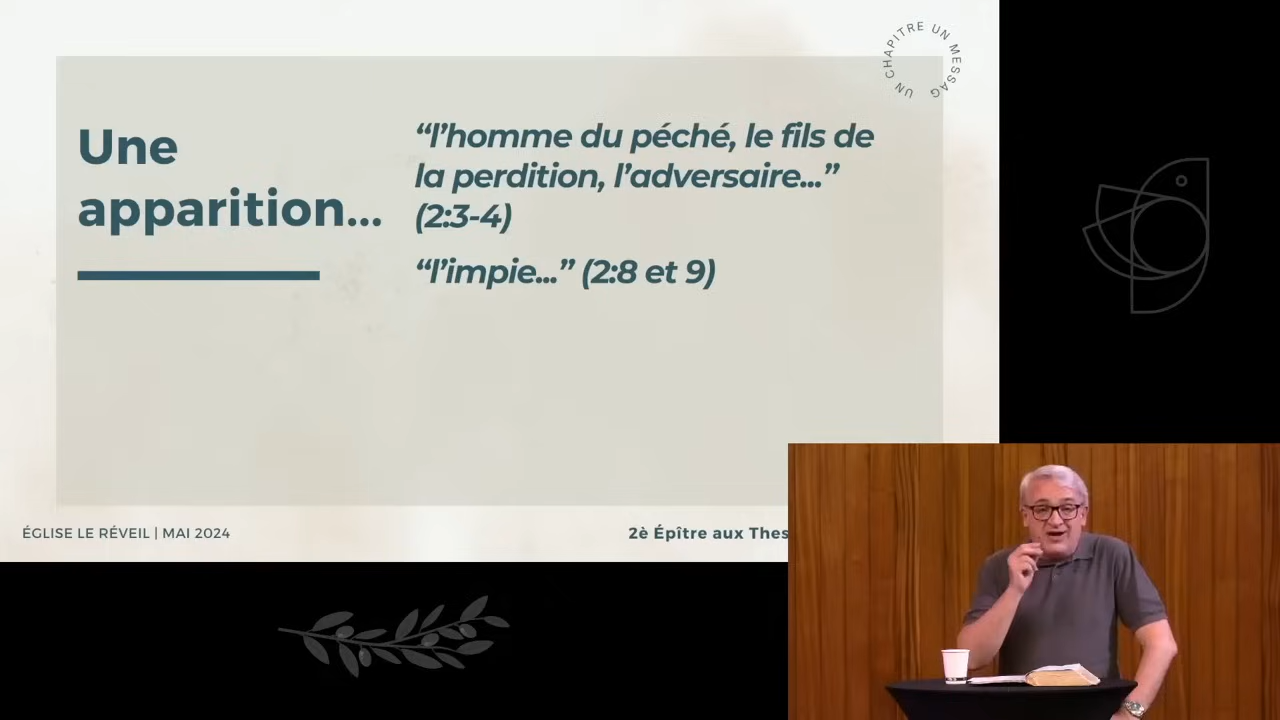 UN CHAPITRE UN MESSAG
Une
apparition...
“l’homme du péché, le fils de
la perdition, l’adversaire...”
(2:3-4)
“l’impie...” (2:8 et 9)
ÉGLISE LE RÉVEIL | MAI 2024
2è Épître aux Thes